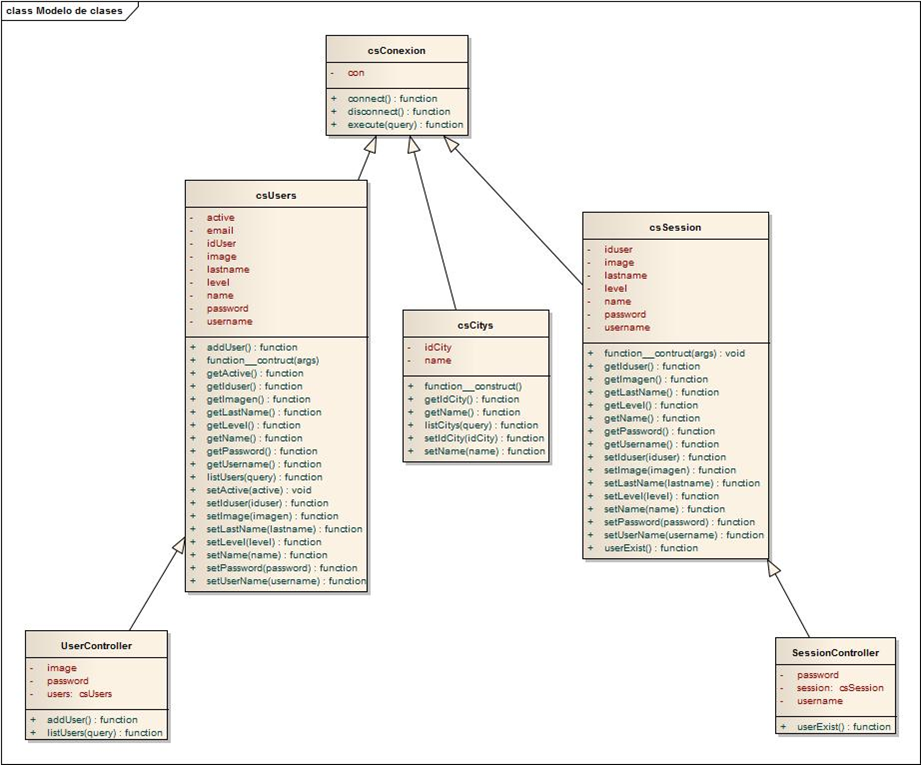 class Modelo de clases
csConexion
- con
+ connect() : function
+ disconnect() : function
+ execute(query) : function
csUsers
- active
- email
- idUser
- image
- lastname
- level
- name
- password
- username
+ addUser() : function
+ function__contruct(args)
+ getActive() : function
+ getIduser() : function
+ getImagen() : function
+ getLastName() : function
+ getLevel() : function
+ getName() : function
+ getPassword() : function
+ getUsername() : function
+ listUsers(query) : function
+ setActive(active) : void
+ setIduser(iduser) : function
+ setImage(imagen) : function
+ setLastName(lastname) : function
+ setLevel(level) : function
+ setName(name) : function
+ setPassword(password) : function
+ setUserName(username) : function
csCitys
- idCity
- name
+ function__construct()
+ getIdCity() : function
+ getName() : function
+ listCitys(query) : function
+ setIdCity(idCity) : function
+ setName(name) : function
csSession
- iduser
- image
- lastname
- level
- name
- password
- username
+ function__contruct(args) : void
+ getIduser() : function
+ getImagen() : function
+ getLastName() : function
+ getLevel() : function
+ getName() : function
+ getPassword() : function
+ getUsername() : function
+ setIduser(iduser) : function
+ setImage(imagen) : function
+ setLastName(lastname) : function
+ setLevel(level) : function
+ setName(name) : function
+ setPassword(password) : function
+ setUserName(username) : function
+ userExist() : function
UserController
- image
- password
- users: csUsers
+ addUser() : function
+ listUsers(query) : function
SessionController
- password
- session: csSession
- username
+ userExist() : function